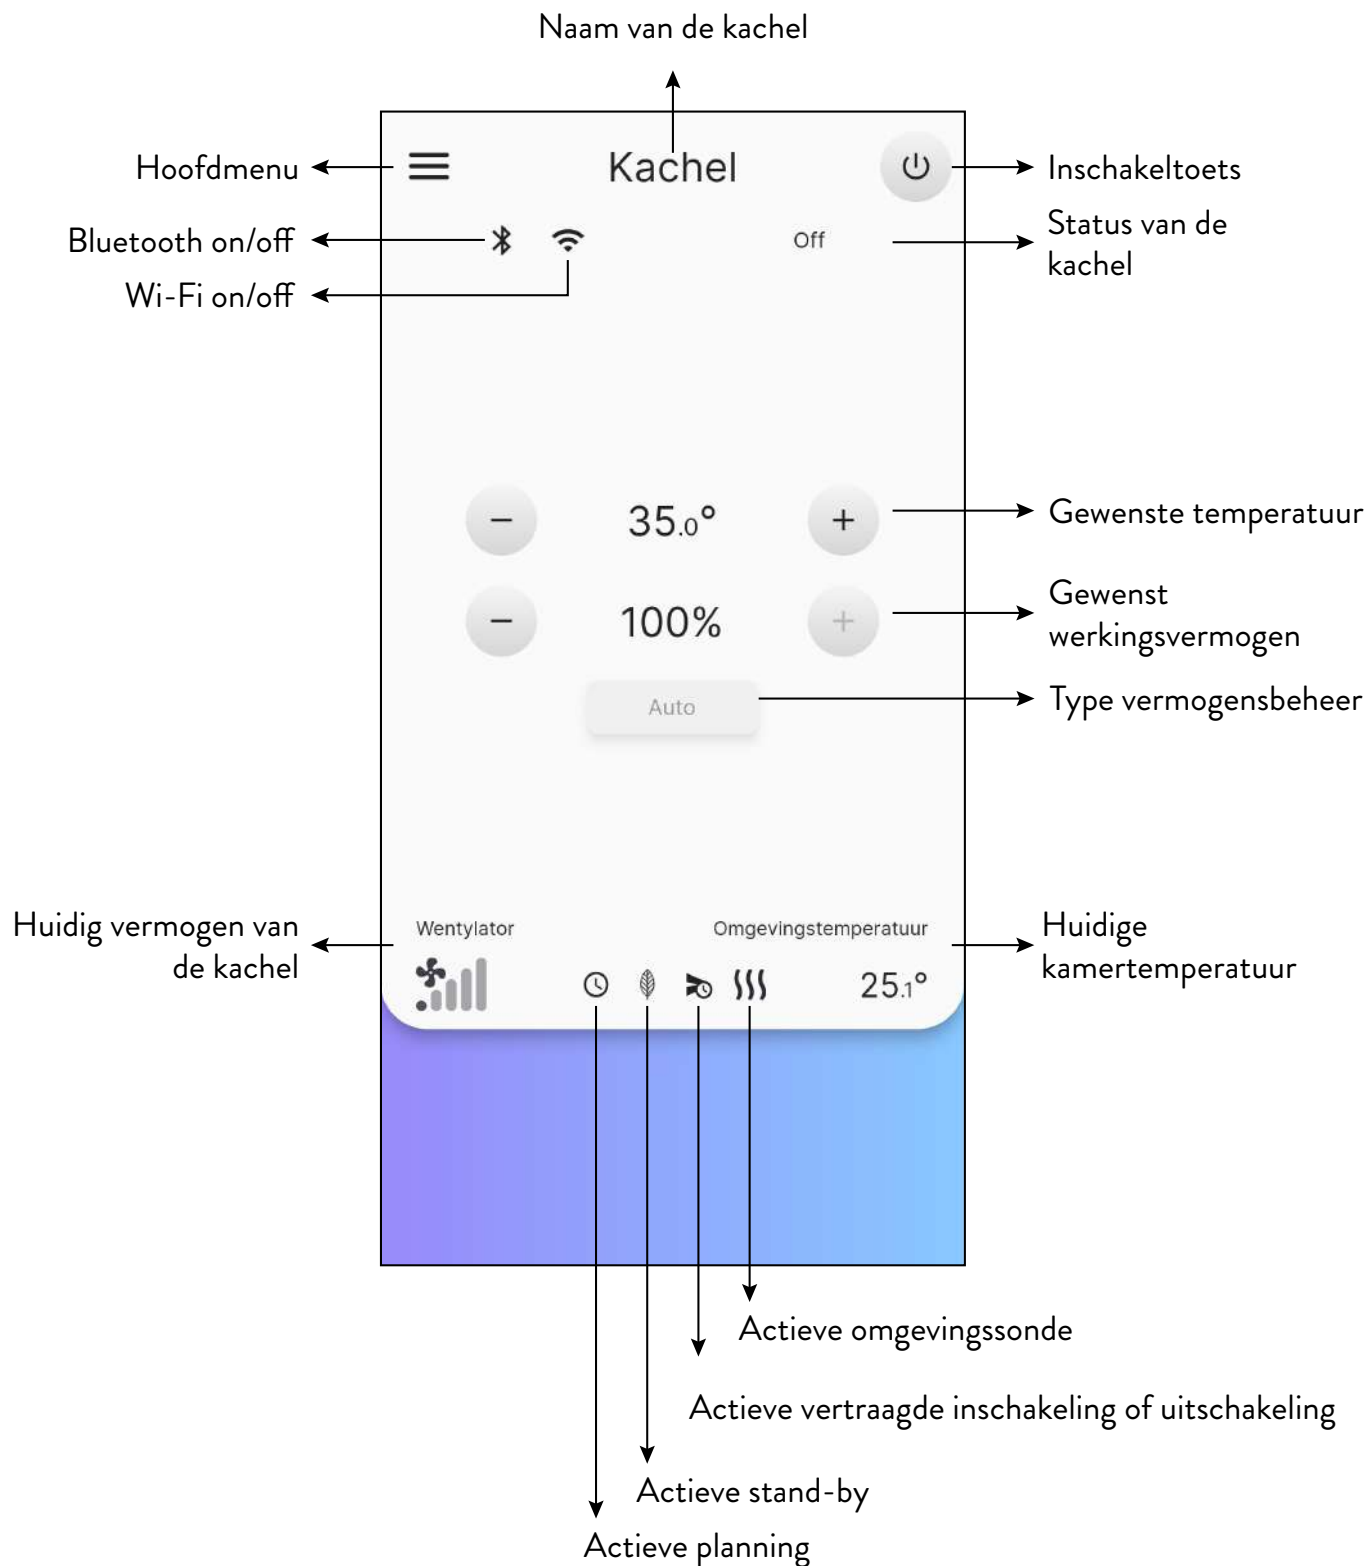 Naam van de kachel
Hoofdmenu
Kachel
Inschakeltoets
Bluetooth on/off
Off
Status van de
kachel
Wi-Fi on/off
35.0°
Gewenste temperatuur
100%
Gewenst
werkingsvermogen
Auto
Type vermogensbeheer
Huidig vermogen van
de kachel
Wentylator
Omgevingstemperatuur
25.1°
Huidige
kamertemperatuur
Actieve omgevingssonde
Actieve vertraagde inschakeling of uitschakeling
Actieve stand-by
Actieve planning